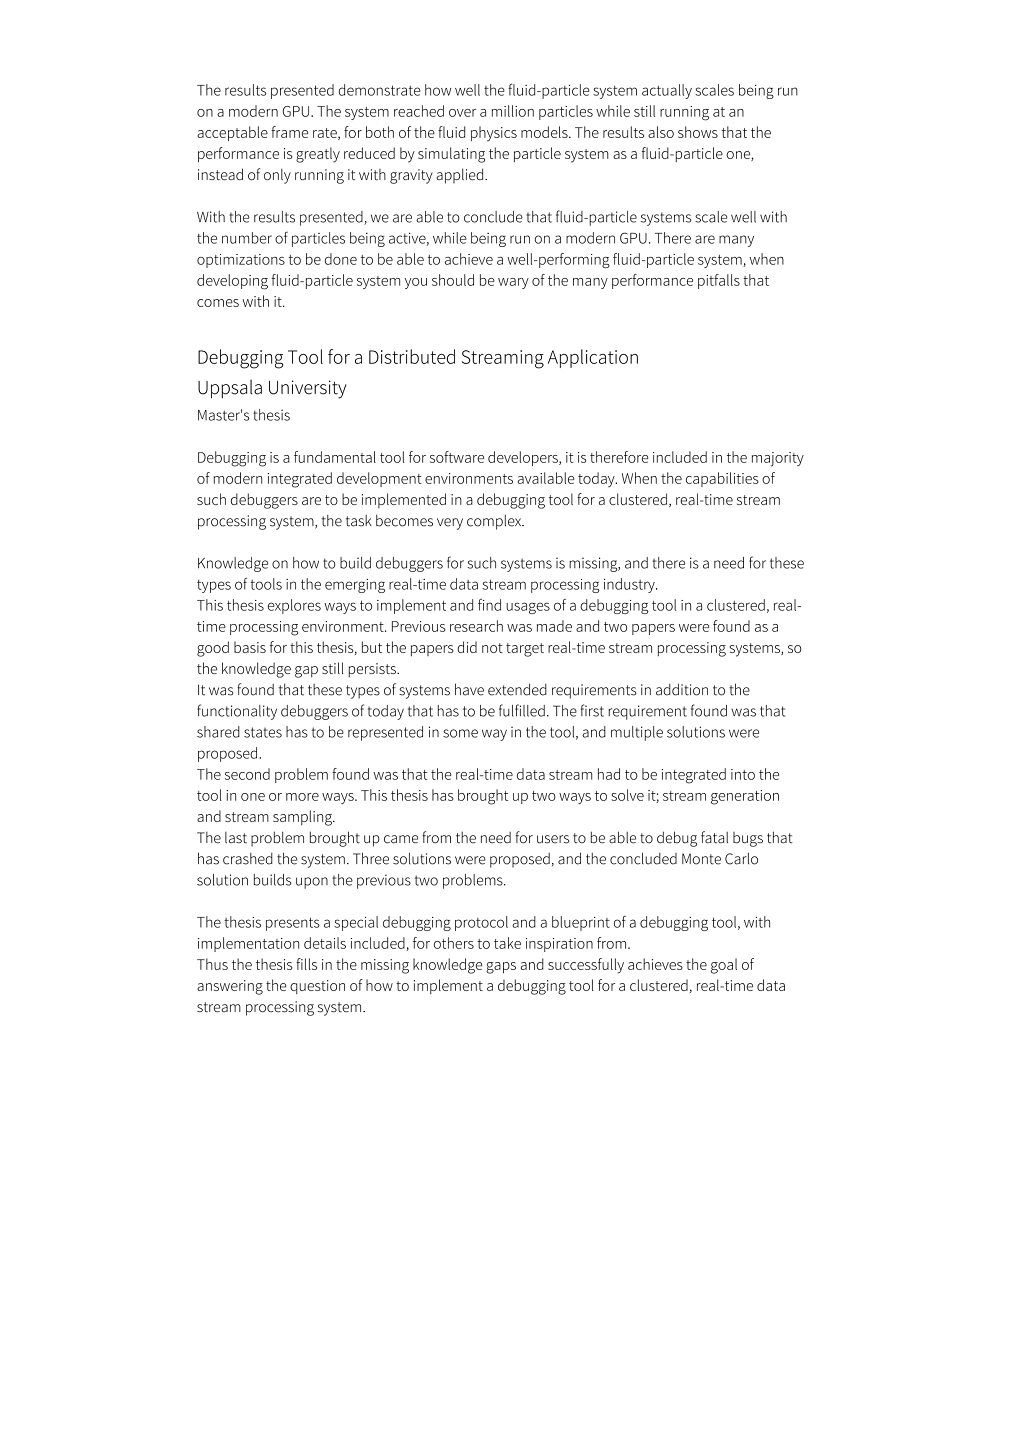 The results presented demonstrate how well the fluid-particle system actually scales being run
on a modern GPU. The system reached over a million particles while still running at an
acceptable frame rate, for both of the fluid physics models. The results also shows that the
performance is greatly reduced by simulating the particle system as a fluid-particle one,
instead of only running it with gravity applied.
With the results presented, we are able to conclude that fluid-particle systems scale well with
the number of particles being active, while being run on a modern GPU. There are many
optimizations to be done to be able to achieve a well-performing fluid-particle system, when
developing fluid-particle system you should be wary of the many performance pitfalls that
comes with it.
Debugging Tool for a Distributed Streaming Application
Uppsala University
Master's thesis
Debugging is a fundamental tool for software developers, it is therefore included in the majority
of modern integrated development environments available today. When the capabilities of
such debuggers are to be implemented in a debugging tool for a clustered, real-time stream
processing system, the task becomes very complex.
Knowledge on how to build debuggers for such systems is missing, and there is a need for these
types of tools in the emerging real-time data stream processing industry.
This thesis explores ways to implement and find usages of a debugging tool in a clustered, real-
time processing environment. Previous research was made and two papers were found as a
good basis for this thesis, but the papers did not target real-time stream processing systems, so
the knowledge gap still persists.
It was found that these types of systems have extended requirements in addition to the
functionality debuggers of today that has to be fulfilled. The first requirement found was that
shared states has to be represented in some way in the tool, and multiple solutions were
proposed.
The second problem found was that the real-time data stream had to be integrated into the
tool in one or more ways. This thesis has brought up two ways to solve it; stream generation
and stream sampling.
The last problem brought up came from the need for users to be able to debug fatal bugs that
has crashed the system. Three solutions were proposed, and the concluded Monte Carlo
solution builds upon the previous two problems.
The thesis presents a special debugging protocol and a blueprint of a debugging tool, with
implementation details included, for others to take inspiration from.
Thus the thesis fills in the missing knowledge gaps and successfully achieves the goal of
answering the question of how to implement a debugging tool for a clustered, real-time data
stream processing system.